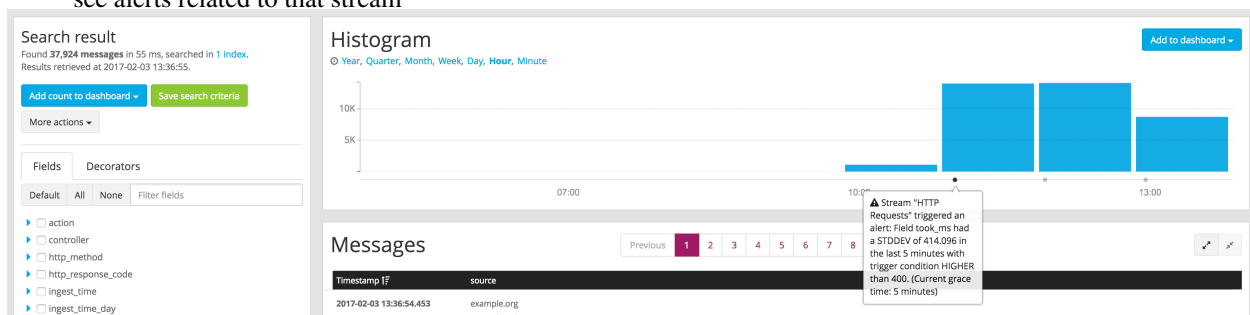 see alerts related to that stream
Search result
Found 37,924 messages in 55 ms, searched in 1 index.
Results retrieved at 2017-02-03 13:36:55.
Add count to dashboard
Save search criteria
More actions
Fields
Decorators
Default
All
None
Filter fields
action
controller
http_method
http_response_code
ingest_time
ingest_time_day
Histogram
Add to dashboard
Year, Quarter, Month, Week, Day, Hour, Minute
10K
5K
07:00
13:00
Stream "HTTP
Requests" triggered an
alert: Field took_ms had
a STDDEV of 414.096 in
the last 5 minutes with
trigger condition HIGHER
than 400. (Current grace
time: 5 minutes)
Messages
Previous 1 2 3 4 5 6 7 8
Timestamp source
2017-02-03 13:36:54.453 example.org